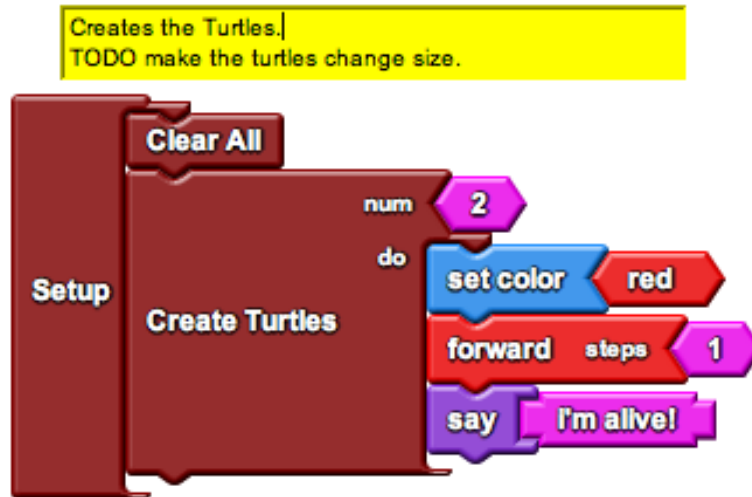 Creates the Turtles.
TODO make the turtles change size.
Clear All
num 2
do
set color red
Setup
Create Turtles
forward steps 1
say I'm alive!